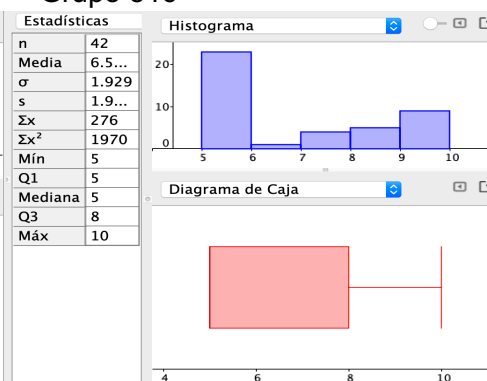 Estadísticas
n 42
Media 6.5...
σ 1.929
s 1.9...
Σx 276
Σx² 1970
Mín 5
Q1 5
Mediana 5
Q3 8
Máx 10
Histograma
20
10
0
5 6 7 8 9 10
Diagrama de Caja
4 6 8 10